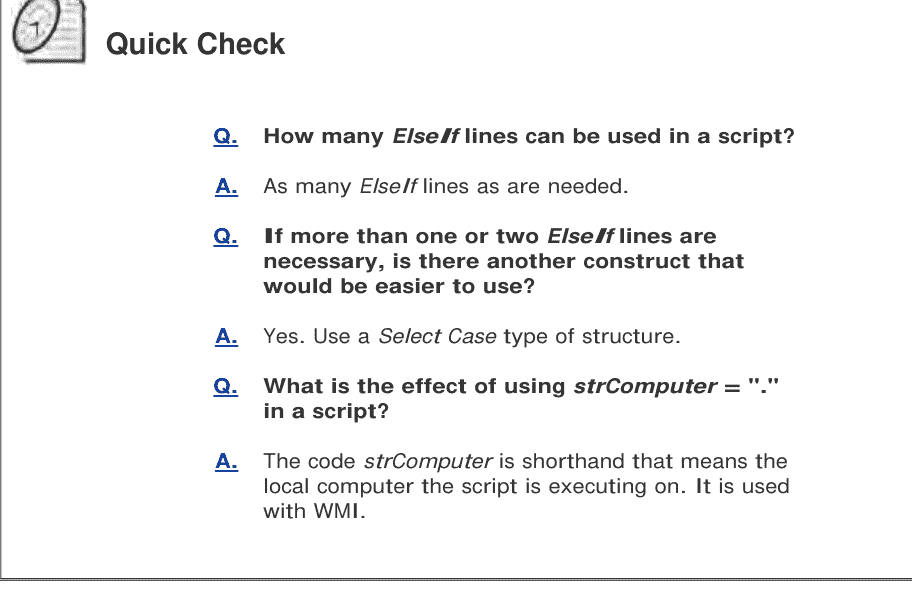 Quick Check
Q. How many ElseIf lines can be used in a script?
A. As many ElseIf lines as are needed.
Q. If more than one or two ElseIf lines are
necessary, is there another construct that
would be easier to use?
A. Yes. Use a Select Case type of structure.
Q. What is the effect of using strComputer = "."
in a script?
A. The code strComputer is shorthand that means the
local computer the script is executing on. It is used
with WMI.